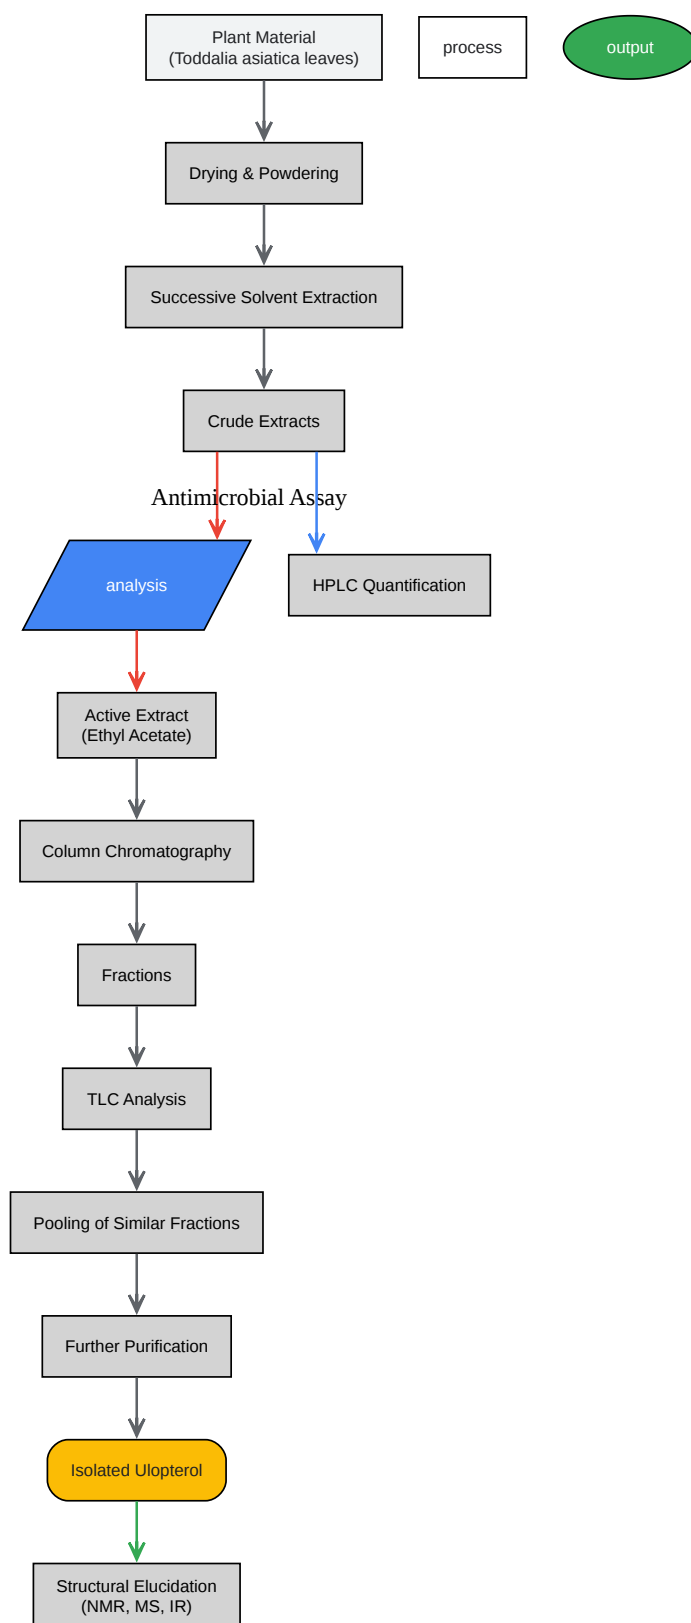 Plant Material
(Toddalia asiatica leaves)
process
output
Drying & Powdering
Successive Solvent Extraction
Crude Extracts
Antimicrobial Assay
analysis
HPLC Quantification
Active Extract
(Ethyl Acetate)
Column Chromatography
Fractions
TLC Analysis
Pooling of Similar Fractions
Further Purification
Isolated Ulopterol
Structural Elucidation
(NMR, MS, IR)